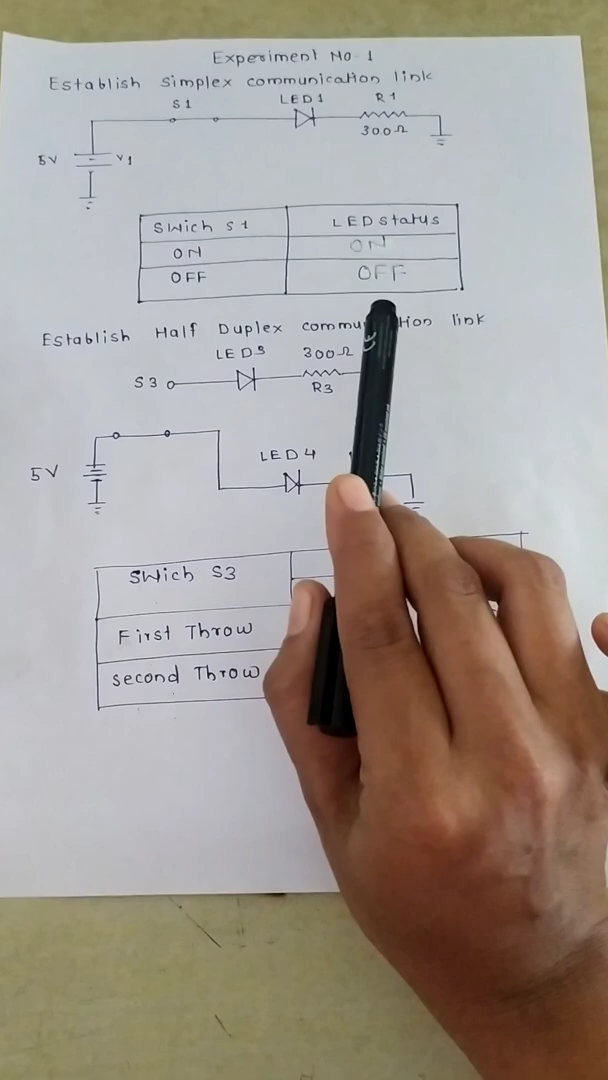 Experiment No 1
Establish simplex communication link
S1 LED1 R1
300Ω
5V V1
Swich S1 LED status
ON ON
OFF OFF
Establish Half Duplex link
LED3 300Ω
S3 R3
LED4
5V
Swich S3
First Throw
second Throw